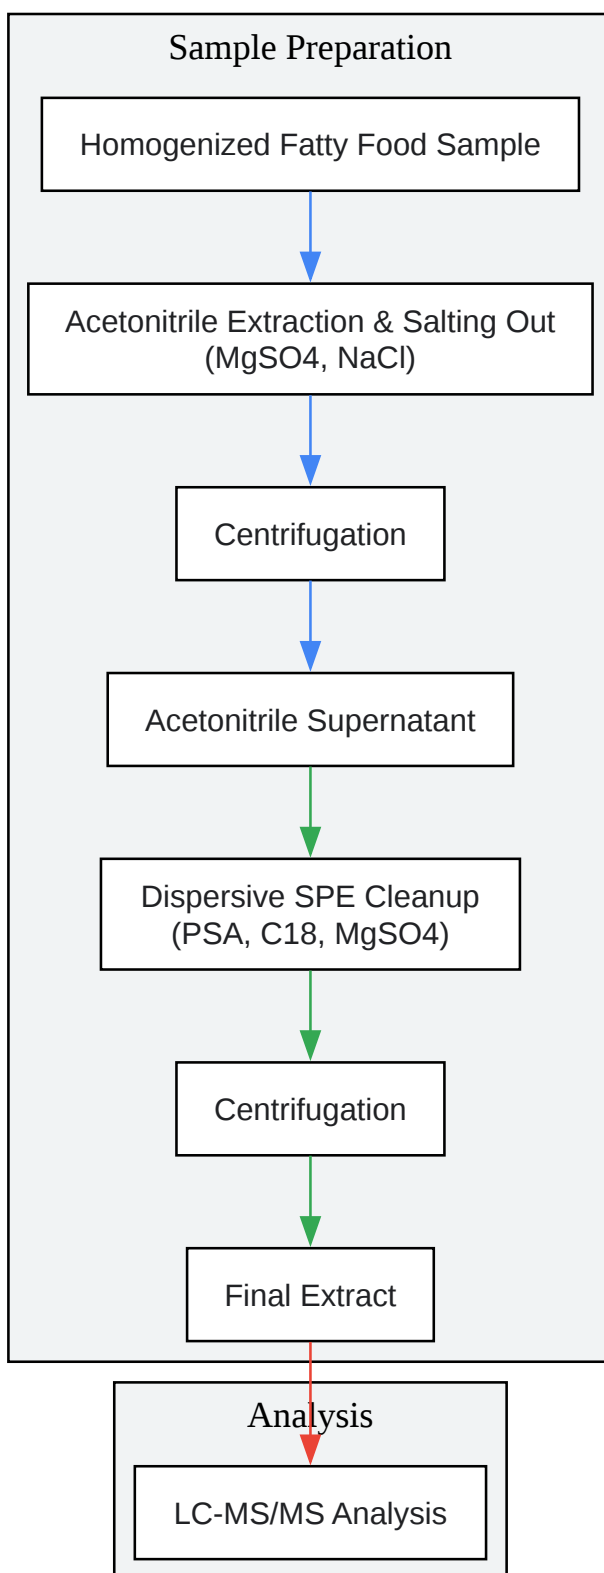 Sample Preparation
Homogenized Fatty Food Sample
Acetonitrile Extraction & Salting Out
(MgSO4, NaCl)
Centrifugation
Acetonitrile Supernatant
Dispersive SPE Cleanup
(PSA, C18, MgSO4)
Centrifugation
Final Extract
Analysis
LC-MS/MS Analysis